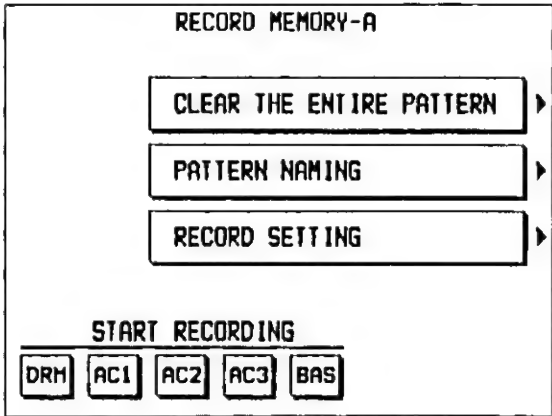 RECORD MEMORY-A
CLEAR THE ENTIRE PATTERN
PATTERN NAMING
RECORD SETTING
START RECORDING
DRM AC1 AC2 AC3 BAS